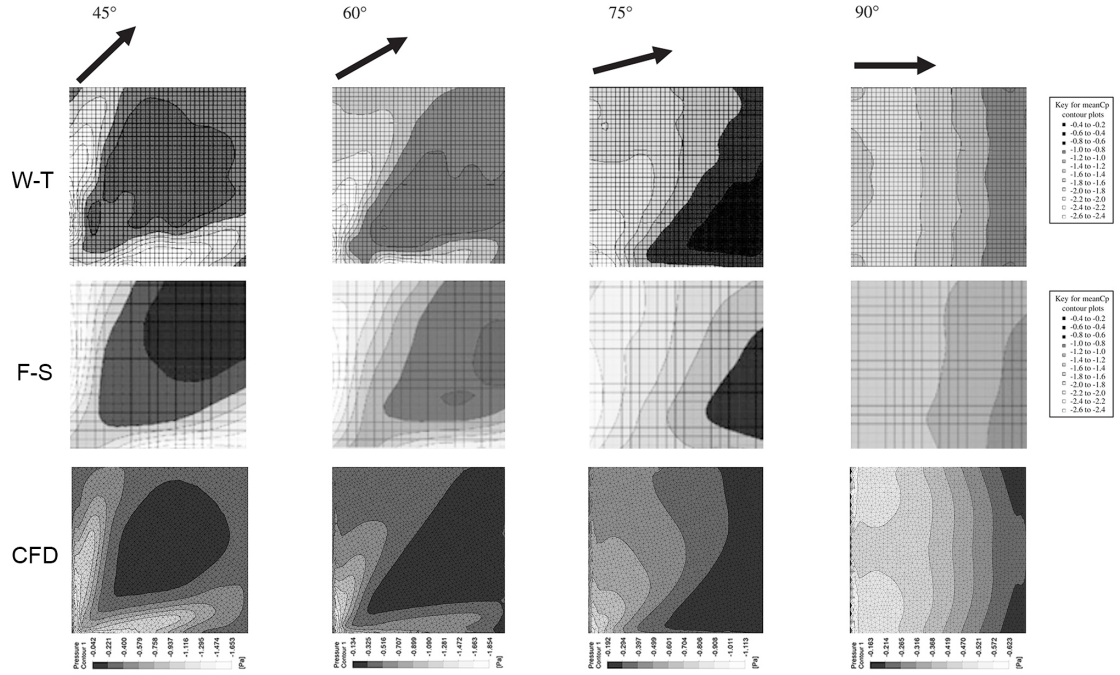 45°
60°
75°
90°
W-T
Key for meanCp
contour plots
-0.4 to -0.2
-0.6 to -0.4
-0.8 to -0.6
-1.0 to -0.8
-1.2 to -1.0
-1.4 to -1.2
-1.6 to -1.4
-1.8 to -1.6
-2.0 to -1.8
-2.2 to -2.0
-2.4 to -2.2
-2.6 to -2.4
F-S
Key for meanCp
contour plots
-0.4 to -0.2
-0.6 to -0.4
-0.8 to -0.6
-1.0 to -0.8
-1.2 to -1.0
-1.4 to -1.2
-1.6 to -1.4
-1.8 to -1.6
-2.0 to -1.8
-2.2 to -2.0
-2.4 to -2.2
-2.6 to -2.4
CFD
Pressure
Contour 1
-0.042
-0.221
-0.400
-0.579
-0.758
-0.937
-1.116
-1.295
-1.474
-1.653
[Pa]
Pressure
Contour 1
-0.134
-0.325
-0.516
-0.707
-0.899
-1.090
-1.281
-1.472
-1.663
-1.854
[Pa]
Pressure
Contour 1
-0.192
-0.294
-0.397
-0.499
-0.601
-0.704
-0.806
-0.908
-1.011
-1.113
[Pa]
Pressure
Contour 1
-0.163
-0.214
-0.265
-0.316
-0.368
-0.419
-0.470
-0.521
-0.572
-0.623
[Pa]